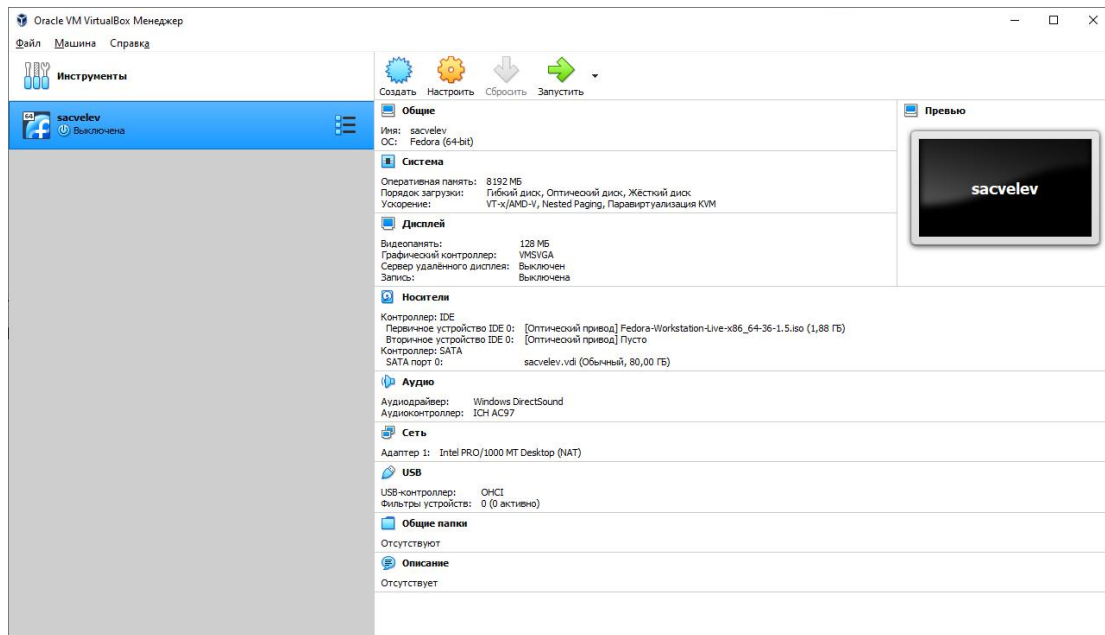 Oracle VM VirtualBox Менеджер
Файл Машина Справка
Инструменты
Создать Настроить Сбросить Запустить
64
sacvelev
Выключена
Общие
Имя: sacvelev
ОС: Fedora (64-bit)
Превью
sacvelev
Система
Оперативная память: 8192 МБ
Порядок загрузки: Гибкий диск, Оптический диск, Жёсткий диск
Ускорение: VT-x/AMD-V, Nested Paging, Паравиртуализация KVM
Дисплей
Видеопамять: 128 МБ
Графический контроллер: VMSVGA
Сервер удалённого дисплея: Выключен
Запись: Выключена
Носители
Контроллер: IDE
Первичное устройство IDE 0: [Оптический привод] Fedora-Workstation-Live-x86_64-36-1.5.iso (1,88 ГБ)
Вторичное устройство IDE 0: [Оптический привод] Пусто
Контроллер: SATA
SATA порт 0: sacvelev.vdi (Обычный, 80,00 ГБ)
Аудио
Аудиодрайвер: Windows DirectSound
Аудиоконтроллер: ICH AC97
Сеть
Адаптер 1: Intel PRO/1000 MT Desktop (NAT)
USB
USB-контроллер: OHCI
Фильтры устройств: 0 (0 активно)
Общие папки
Отсутствуют
Описание
Отсутствует